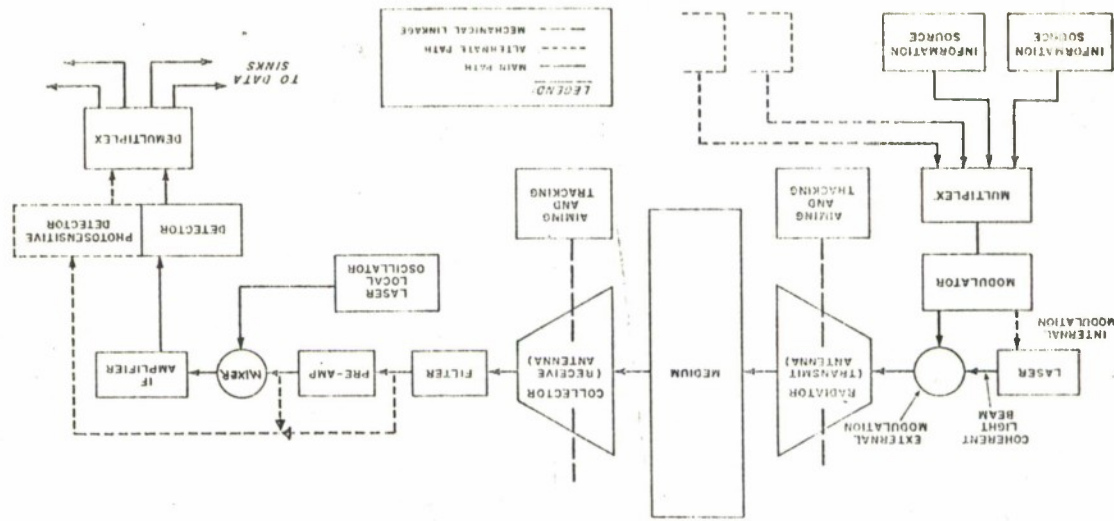 INFORMATION
SOURCE
INFORMATION
SOURCE
MULTIPLEX
MODULATOR
INTERNAL
MODULATION
LASER
COHERENT
LIGHT
BEAM
EXTERNAL
MODULATION
RADIATOR
(TRANSMIT
ANTENNA)
AIMING
AND
TRACKING
MEDIUM
COLLECTOR
(RECEIVE
ANTENNA)
AIMING
AND
TRACKING
FILTER
PRE-AMP
MIXER
LASER
LOCAL
OSCILLATOR
IF
AMPLIFIER
DETECTOR
PHOTOSENSITIVE
DETECTOR
DEMULTIPLEX
TO DATA
SINKS
LEGEND:
MAIN PATH
ALTERNATE PATH
MECHANICAL LINKAGE